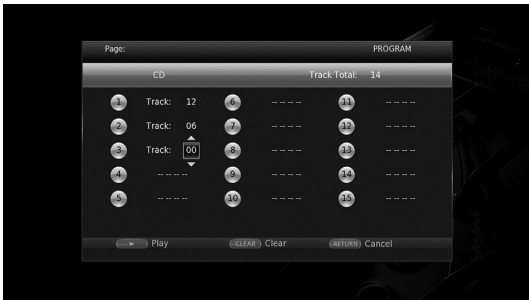 Page: PROGRAM
CD Track Total: 14
1 Track: 12 6 -- -- -- -- 11 -- -- -- --
2 Track: 06 7 -- -- -- -- 12 -- -- -- --
3 Track: 00 8 -- -- -- -- 13 -- -- -- --
4 -- -- -- -- 9 -- -- -- -- 14 -- -- -- --
5 -- -- -- -- 10 -- -- -- -- 15 -- -- -- --
Play CLEAR Clear RETURN Cancel